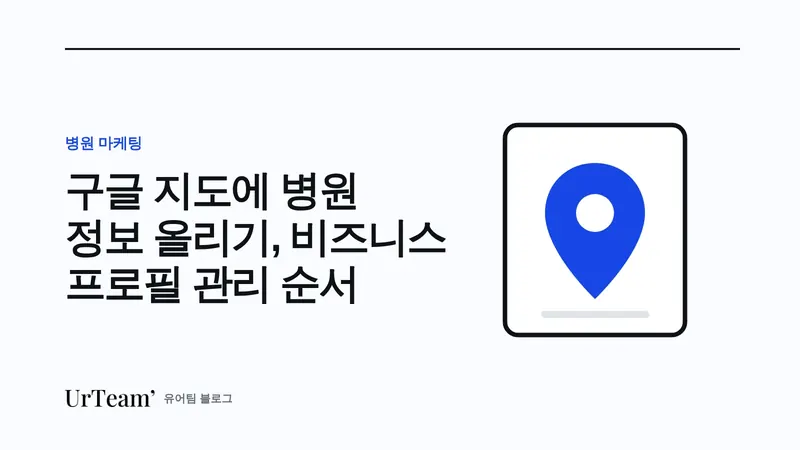 병원 마케팅
구글 지도에 병원
정보 올리기, 비즈니스
프로필 관리 순서
UrTeam’ 유어팀 블로그